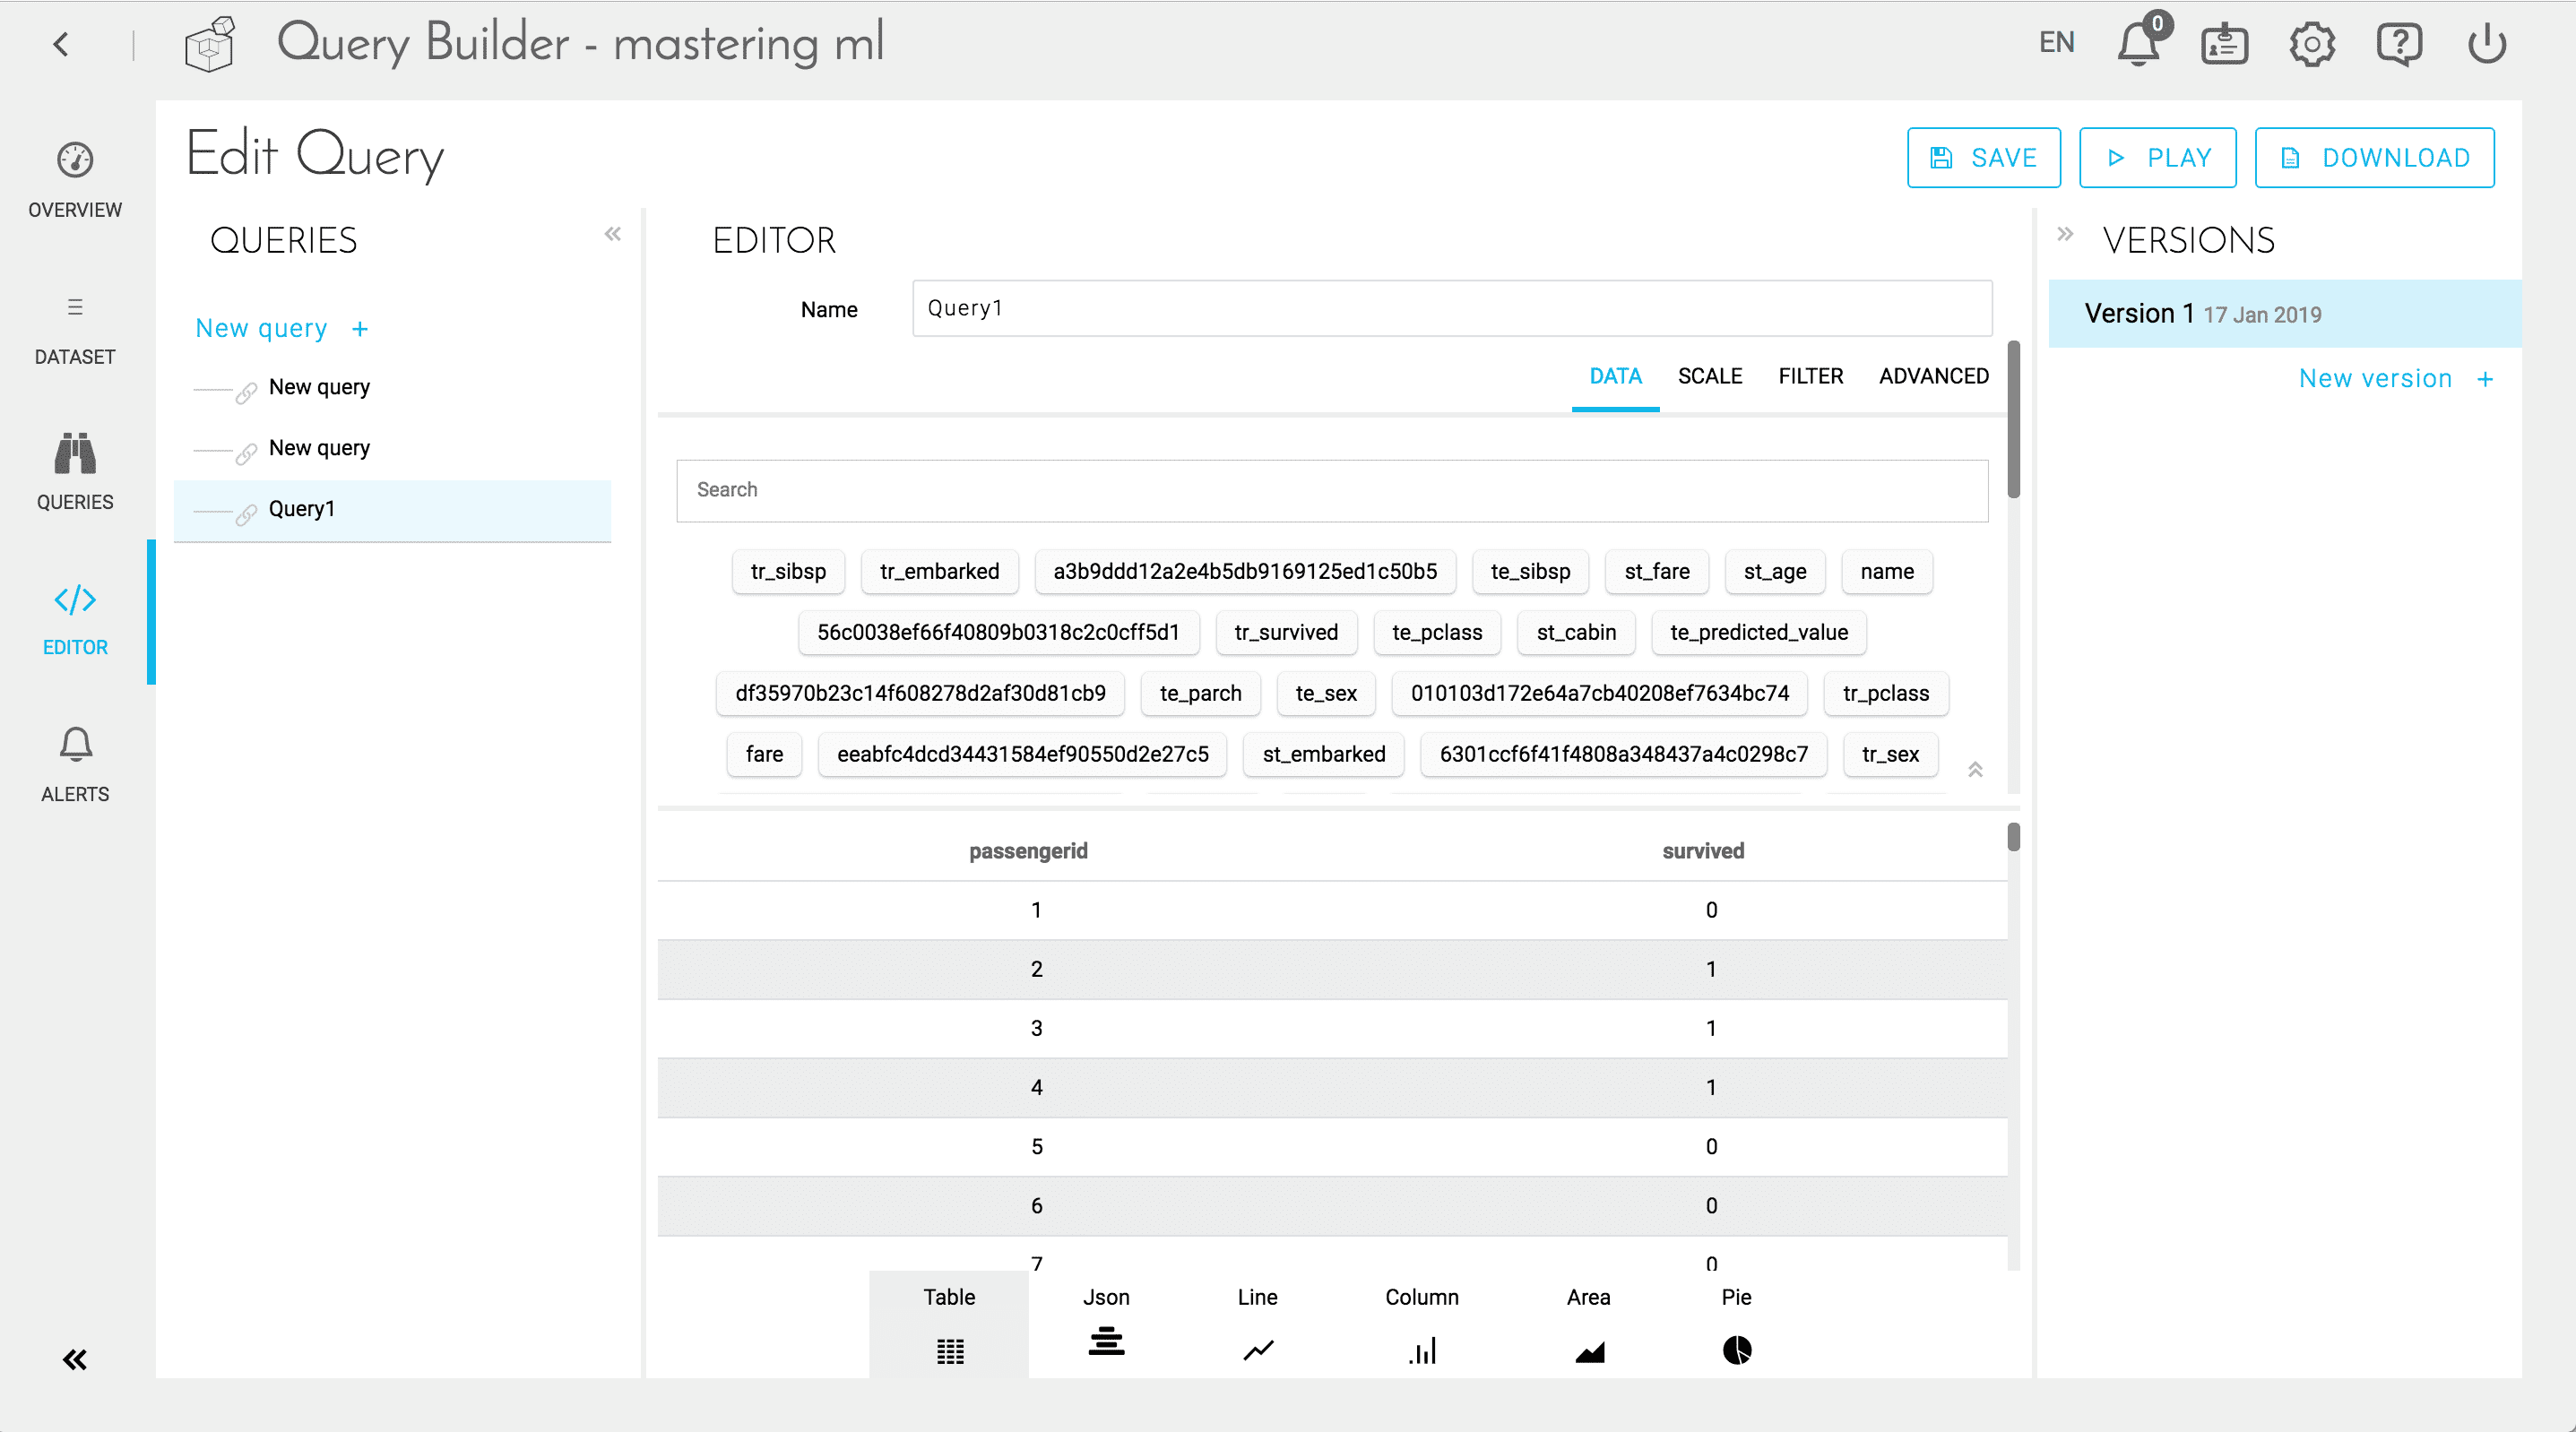 Query Builder - mastering ml
EN
0
OVERVIEW
DATASET
QUERIES
EDITOR
ALERTS
Edit Query
SAVE
PLAY
DOWNLOAD
QUERIES
New query +
New query
New query
Query1
EDITOR
Name
Query1
DATA SCALE FILTER ADVANCED
Search
tr_sibsp tr_embarked a3b9ddd12a2e4b5db9169125ed1c50b5 te_sibsp st_fare st_age name
56c0038ef66f40809b0318c2c0cff5d1 tr_survived te_pclass st_cabin te_predicted_value
df35970b23c14f608278d2af30d81cb9 te_parch te_sex 010103d172e64a7cb40208ef7634bc74 tr_pclass
fare eeabfc4dcd34431584ef90550d2e27c5 st_embarked 6301ccf6f41f4808a348437a4c0298c7 tr_sex
passengerid survived
1 0
2 1
3 1
4 1
5 0
6 0
7 0
Table Json Line Column Area Pie
VERSIONS
Version 1 17 Jan 2019
New version +